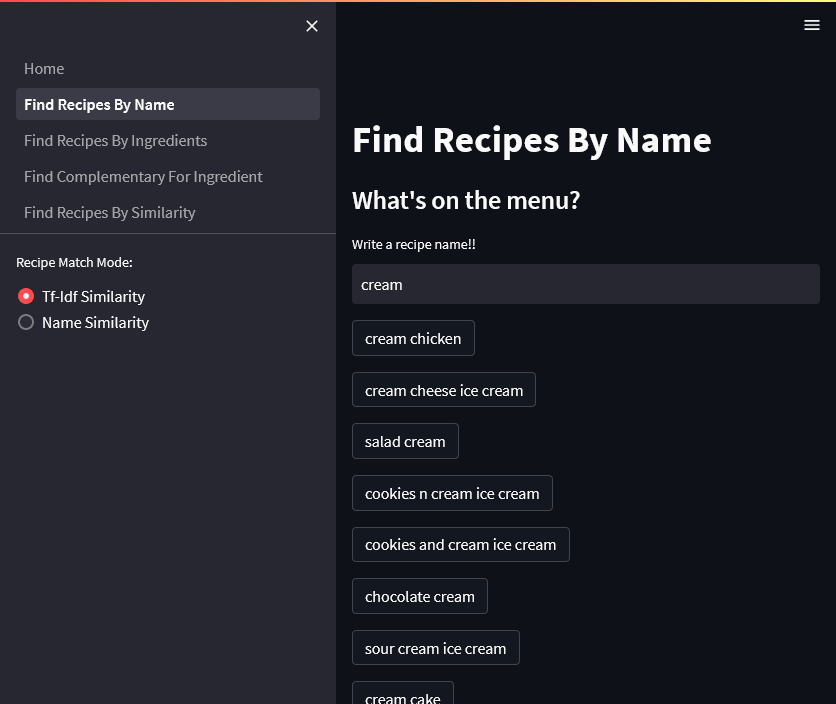 Home
Find Recipes By Name
Find Recipes By Ingredients
Find Complementary For Ingredient
Find Recipes By Similarity
Recipe Match Mode:
Tf-Idf Similarity
Name Similarity
Find Recipes By Name
What's on the menu?
Write a recipe name!!
cream
cream chicken
cream cheese ice cream
salad cream
cookies n cream ice cream
cookies and cream ice cream
chocolate cream
sour cream ice cream
cream cake